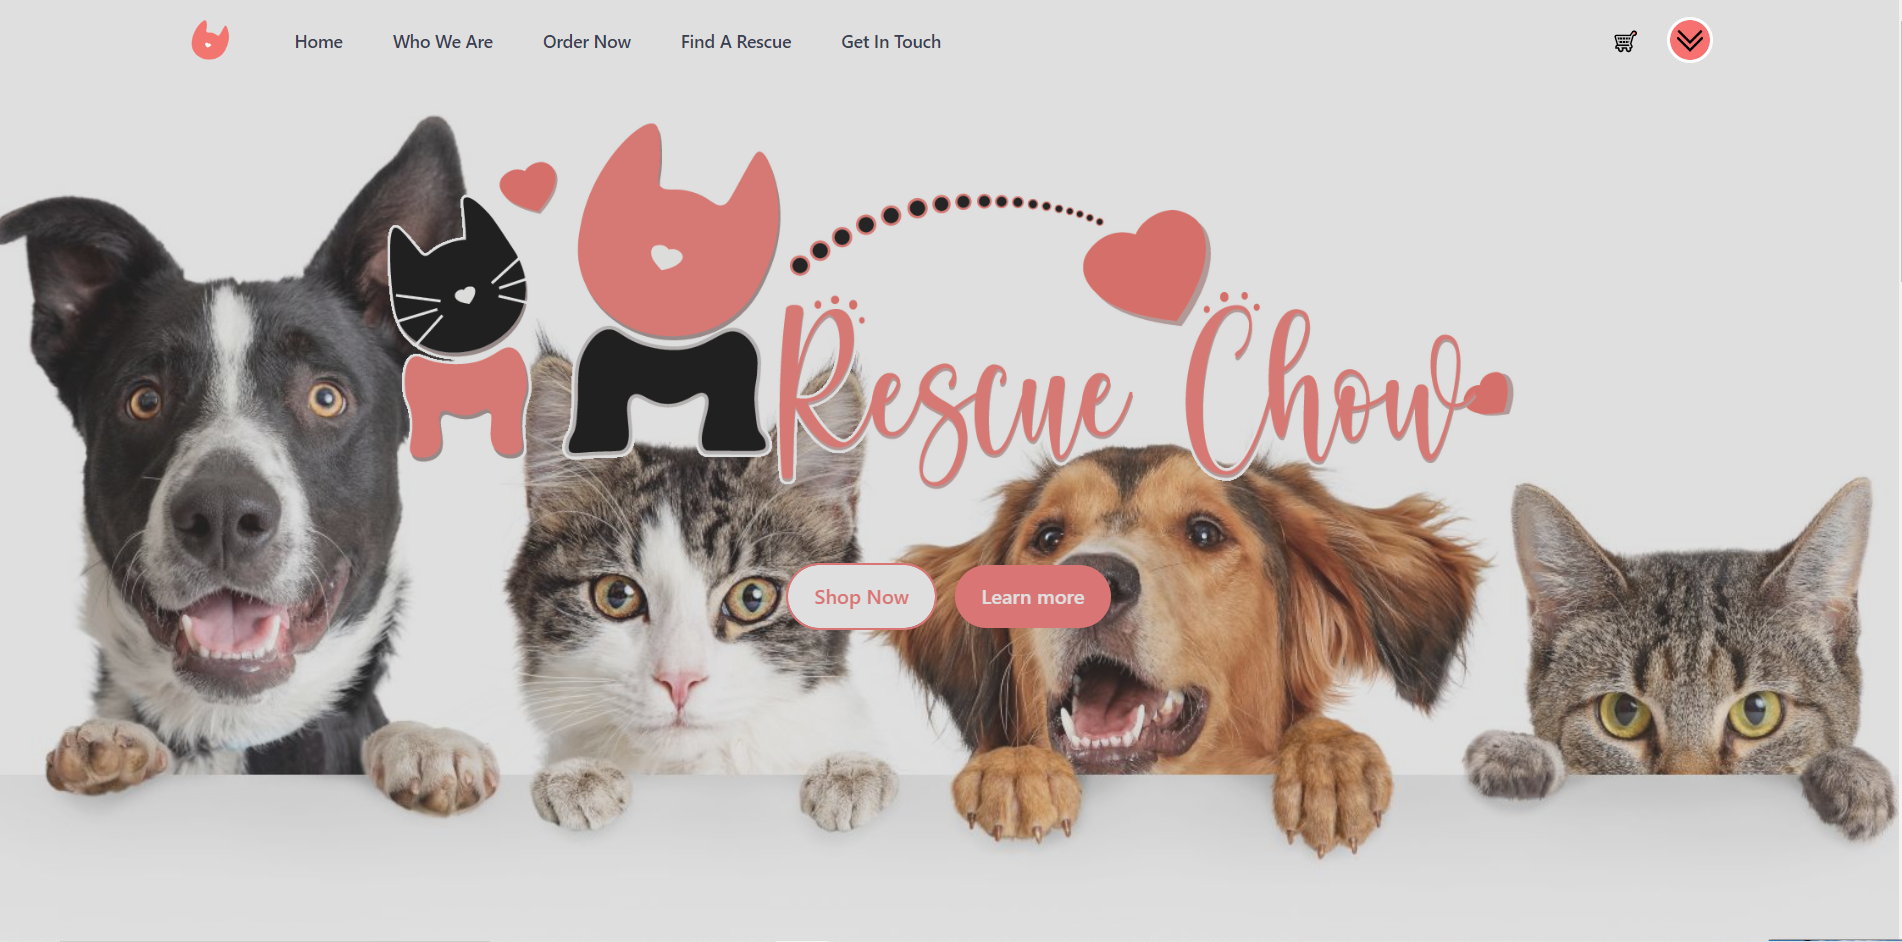 Home
Who We Are
Order Now
Find A Rescue
Get In Touch
Rescue Chow
Shop Now
Learn more